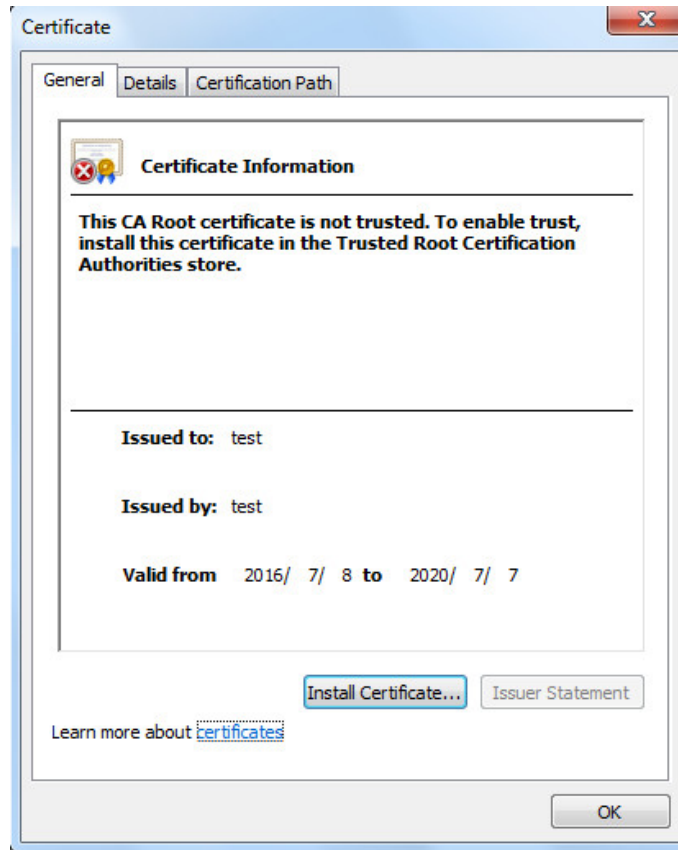 Certificate
General Details Certification Path
Certificate Information
This CA Root certificate is not trusted. To enable trust,
install this certificate in the Trusted Root Certification
Authorities store.
Issued to: test
Issued by: test
Valid from 2016/ 7/ 8 to 2020/ 7/ 7
Install Certificate... Issuer Statement
Learn more about certificates
OK